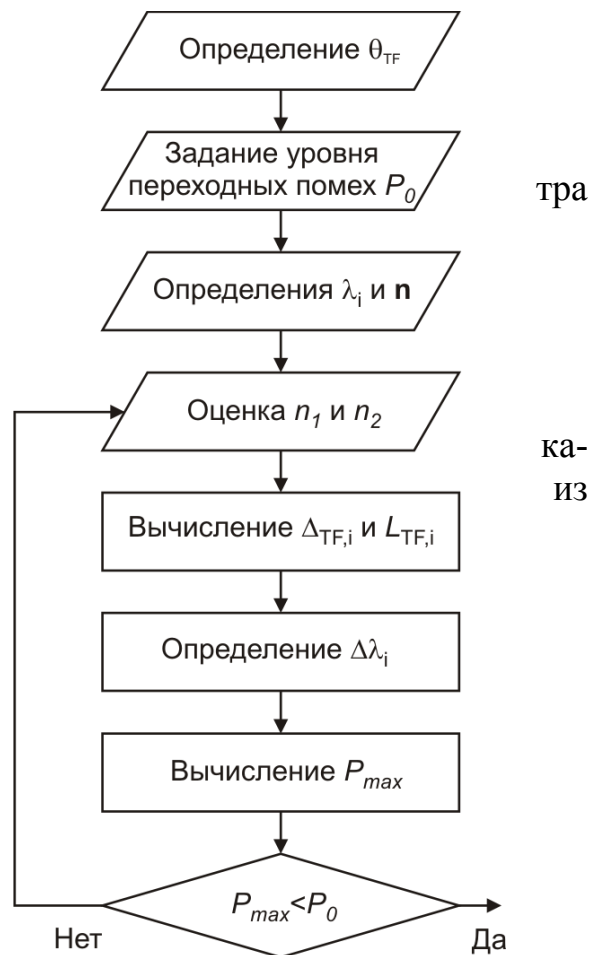 Определение θTF
Задание уровня
переходных помех P0
тра
Определения λi и n
Оценка n1 и n2
ка-
из
Вычисление ΔTF,i и LTF,i
Определение Δλi
Вычисление Pmax
Pmax<P0
Нет
Да